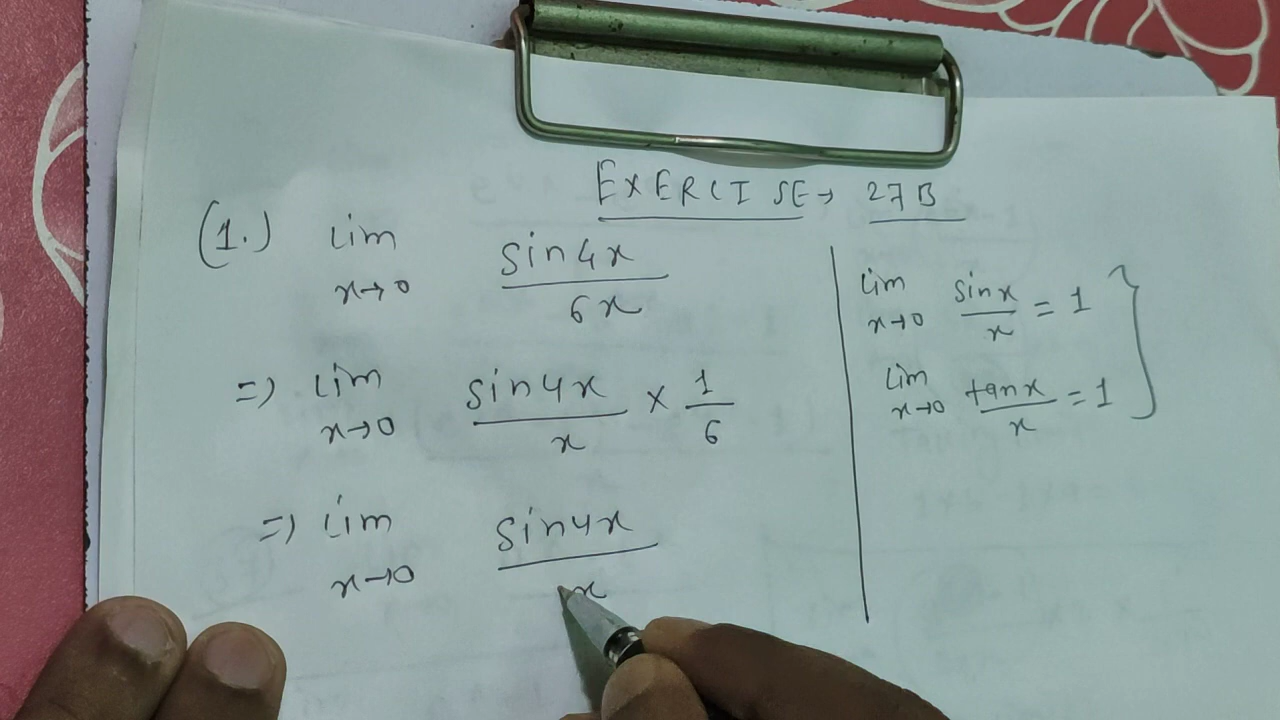 EXERCISE → 27B
(1.) lim x→0 sin4x / 6x
=) lim x→0 sin4x / x × 1/6
=) lim x→0 sin4x / x
lim x→0 sinx / x = 1
lim x→0 tanx / x = 1 }